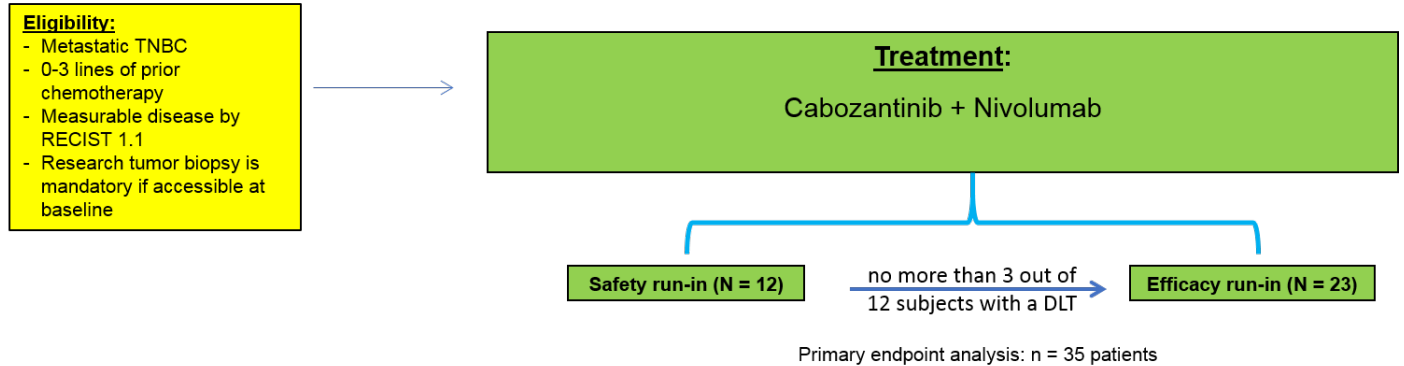 Eligibility:
- Metastatic TNBC
- 0-3 lines of prior
chemotherapy
- Measurable disease by
RECIST 1.1
- Research tumor biopsy is
mandatory if accessible at
baseline
Treatment:
Cabozantinib + Nivolumab
Safety run-in (N = 12)
no more than 3 out of
12 subjects with a DLT
Efficacy run-in (N = 23)
Primary endpoint analysis: n = 35 patients